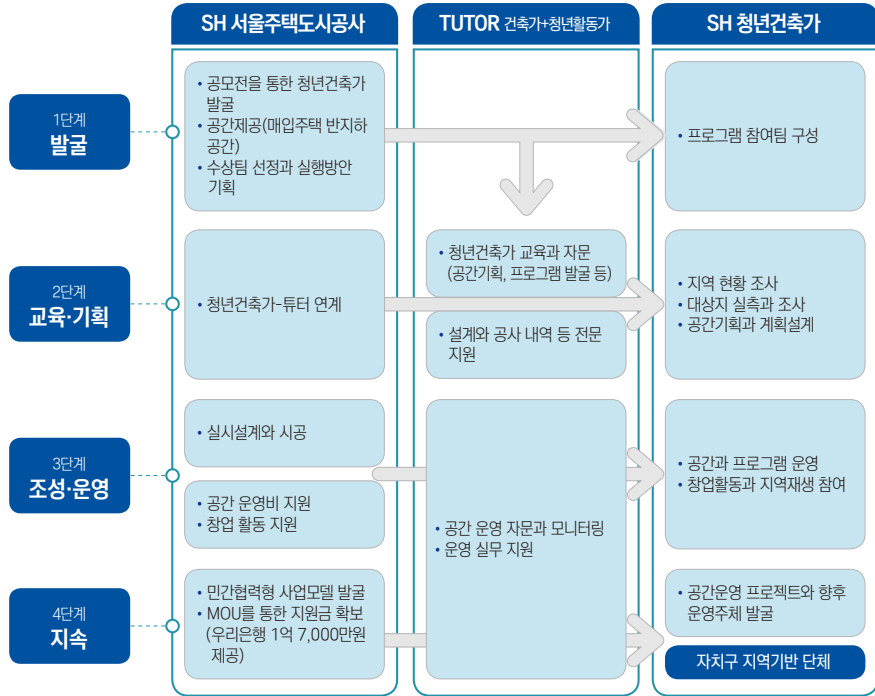 SH 서울주택도시공사
TUTOR 건축가+청년활동가
SH 청년건축가
1단계
발굴
• 공모전을 통한 청년건축가
발굴
• 공간제공(매입주택 반지하
공간)
• 수상팀 선정과 실행방안
기획
• 프로그램 참여팀 구성
2단계
교육·기획
• 청년건축가-튜터 연계
• 청년건축가 교육과 자문
(공간기획, 프로그램 발굴 등)
• 설계와 공사 내역 등 전문
지원
• 지역 현황 조사
• 대상지 실측과 조사
• 공간기획과 계획설계
3단계
조성·운영
• 실시설계와 시공
• 공간 운영비 지원
• 창업 활동 지원
• 공간 운영 자문과 모니터링
• 운영 실무 지원
• 공간과 프로그램 운영
• 창업활동과 지역재생 참여
4단계
지속
• 민간협력형 사업모델 발굴
• MOU를 통한 지원금 확보
(우리은행 1억 7,000만원
제공)
• 공간운영 프로젝트와 향후
운영주체 발굴
자치구 지역기반 단체